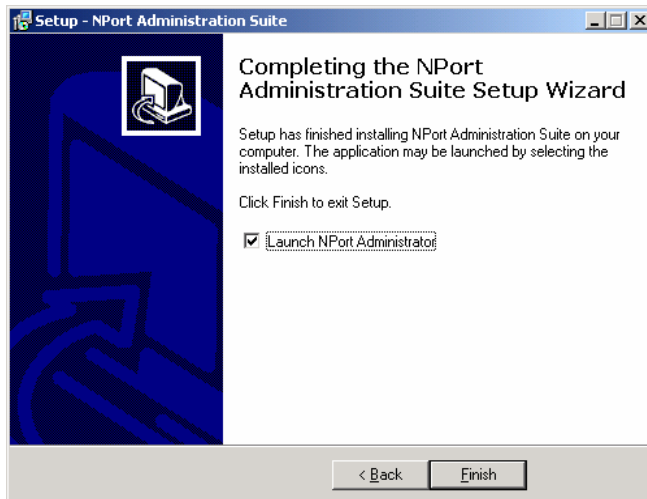 Setup - NPort Administration Suite
Completing the NPort
Administration Suite Setup Wizard
Setup has finished installing NPort Administration Suite on your
computer. The application may be launched by selecting the
installed icons.
Click Finish to exit Setup.
Launch NPort Administrator
< Back
Finish